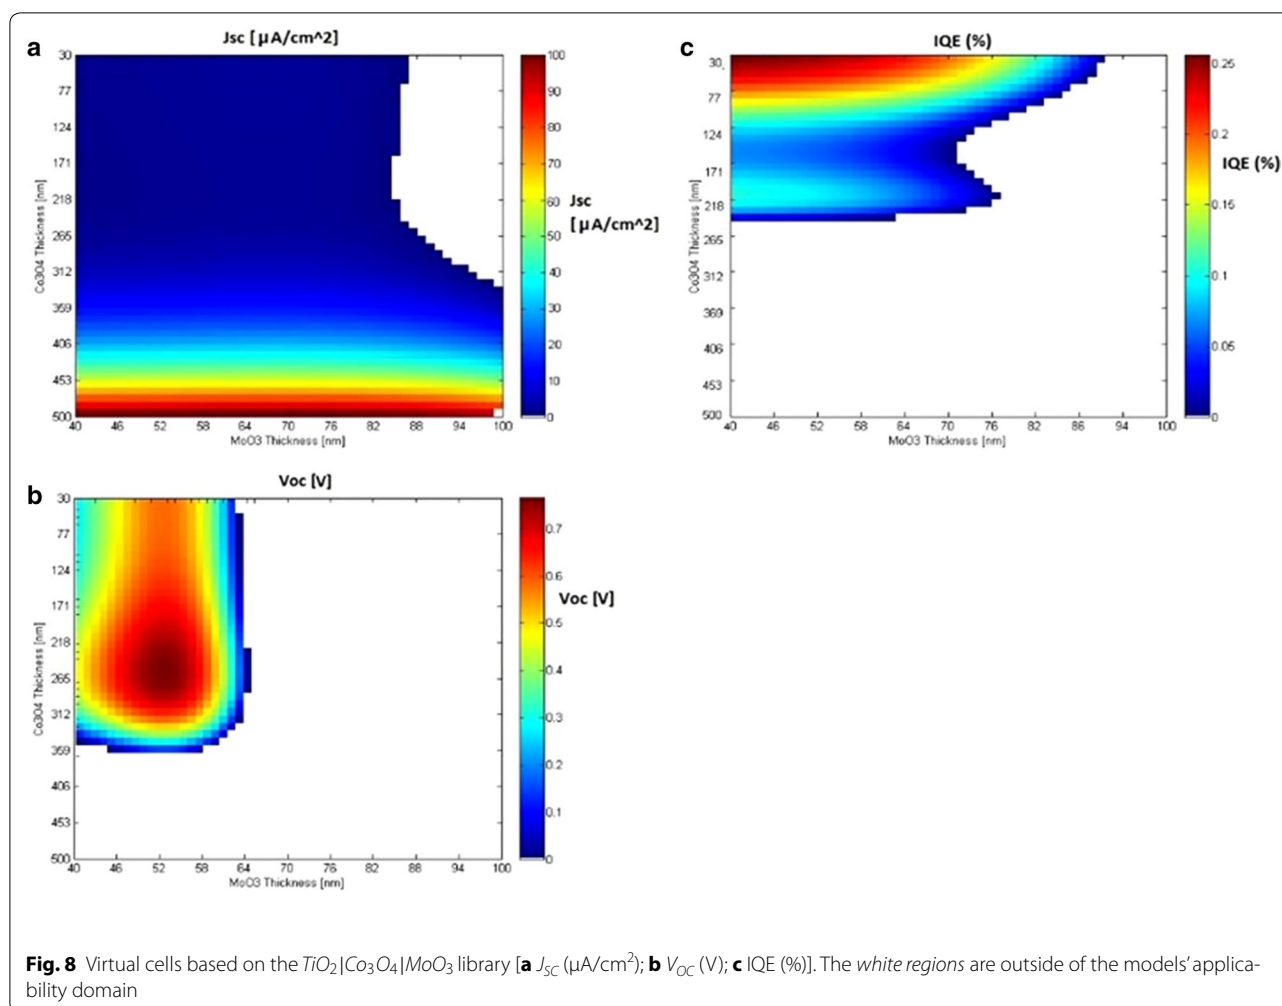 a
Jsc [ µA/cm^2]
30
77
124
171
218
265
312
359
406
453
500
Co3O4 Thickness [nm]
40 46 52 58 64 70 76 82 88 94 100
MoO3 Thickness [nm]
100
90
80
70
60
50
40
30
20
10
0
Jsc
[ µA/cm^2]
c
IQE (%)
30
77
124
171
218
265
312
369
406
453
500
Co3O4 Thickness [nm]
40 46 52 58 64 70 76 86 94 100
MoO3 Thickness [nm]
0.25
0.2
0.15
0.1
0.05
0
IQE (%)
b
Voc [V]
30
77
124
171
218
265
312
359
406
453
500
Co3O4 Thickness [nm]
40 46 52 58 64 70 76 82 88 94 100
MoO3 Thickness [nm]
0.7
0.6
0.5
0.4
0.3
0.2
0.1
0
Voc [V]
Fig. 8 Virtual cells based on the TiO2|Co3O4|MoO3 library [a JSC (µA/cm2); b VOC (V); c IQE (%)]. The white regions are outside of the models' applica-
bility domain